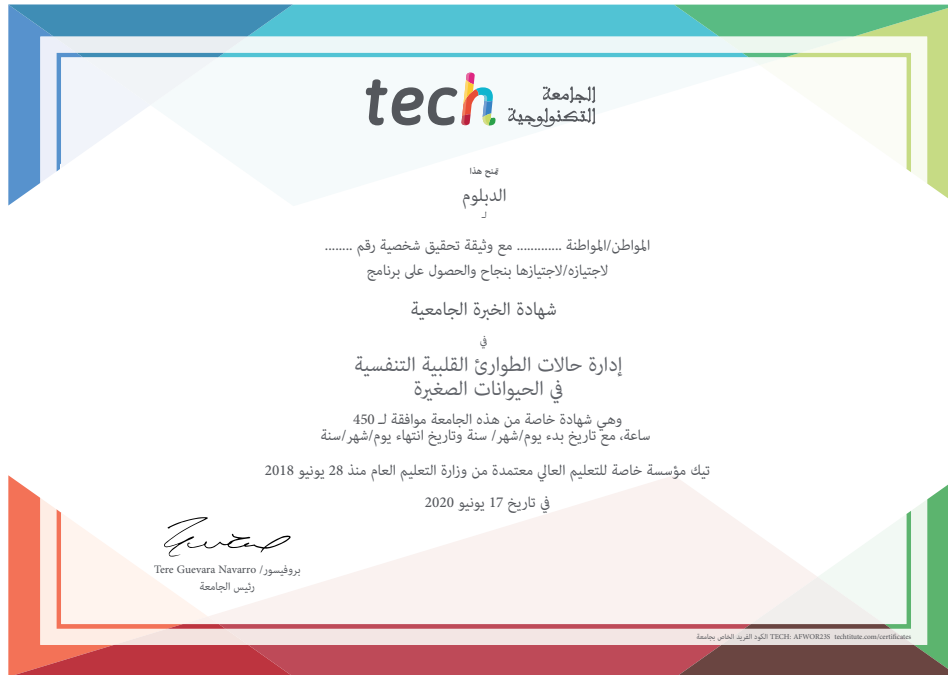 tech الجامعة
التكنولوجية
تمنح هذا
الدبلوم
لـ
المواطن/المواطنة ............. مع وثيقة تحقيق شخصية رقم ........
لاجتيازه/لاجتيازها بنجاح والحصول على برنامج
شهادة الخبرة الجامعية
في
إدارة حالات الطوارئ القلبية التنفسية
في الحيوانات الصغيرة
وهي شهادة خاصة من هذه الجامعة موافقة لـ 450
ساعة، مع تاريخ بدء يوم/شهر/ سنة وتاريخ انتهاء يوم/شهر/سنة
تيك مؤسسة خاصة للتعليم العالي معتمدة من وزارة التعليم العام منذ 28 يونيو 2018
في تاريخ 17 يونيو 2020
بروفيسور/ Tere Guevara Navarro
رئيس الجامعة
الكود الفريد الخاص بجامعة TECH: AFWOR23S techtitute.com/certificates